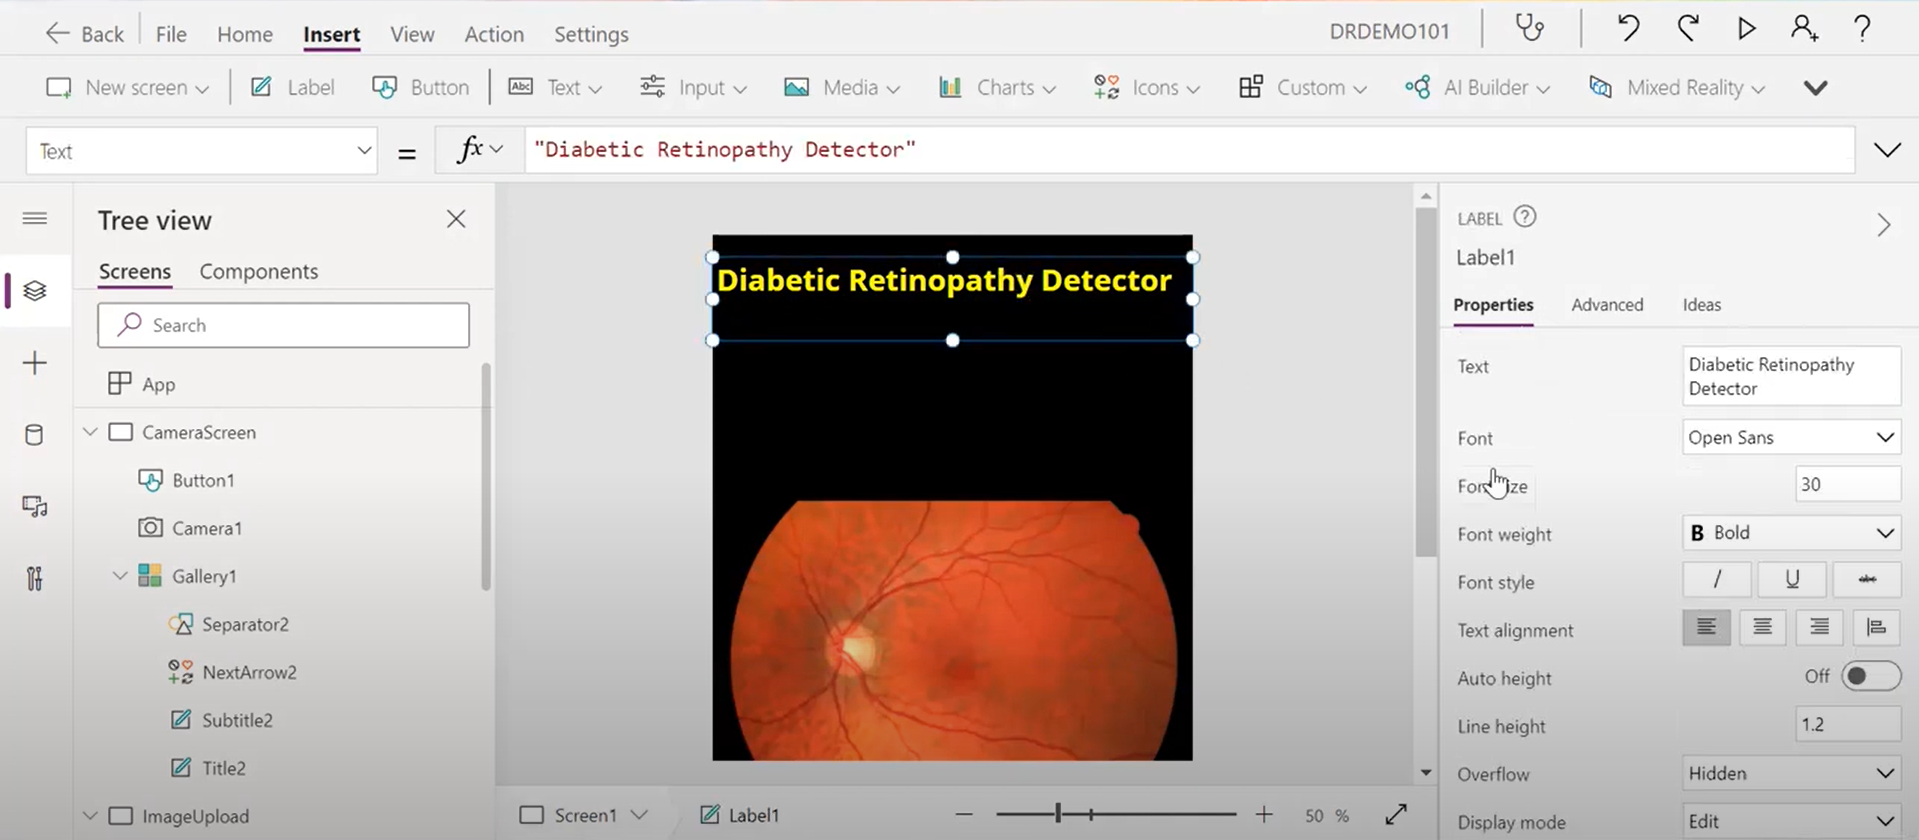 Back File Home Insert View Action Settings DRDEMO101
New screen Label Button Abc Text Input Media Charts Icons Custom AI Builder Mixed Reality
Text = fx "Diabetic Retinopathy Detector"
Tree view
Screens Components
Search
App
CameraScreen
Button1
Camera1
Gallery1
Separator2
NextArrow2
Subtitle2
Title2
ImageUpload
Diabetic Retinopathy Detector
Screen1 Label1 50 %
LABEL ?
Label1
Properties Advanced Ideas
Text Diabetic Retinopathy
Detector
Font Open Sans
Font size 30
Font weight B Bold
Font style / U abc
Text alignment
Auto height Off
Line height 1.2
Overflow Hidden
Display mode Edit